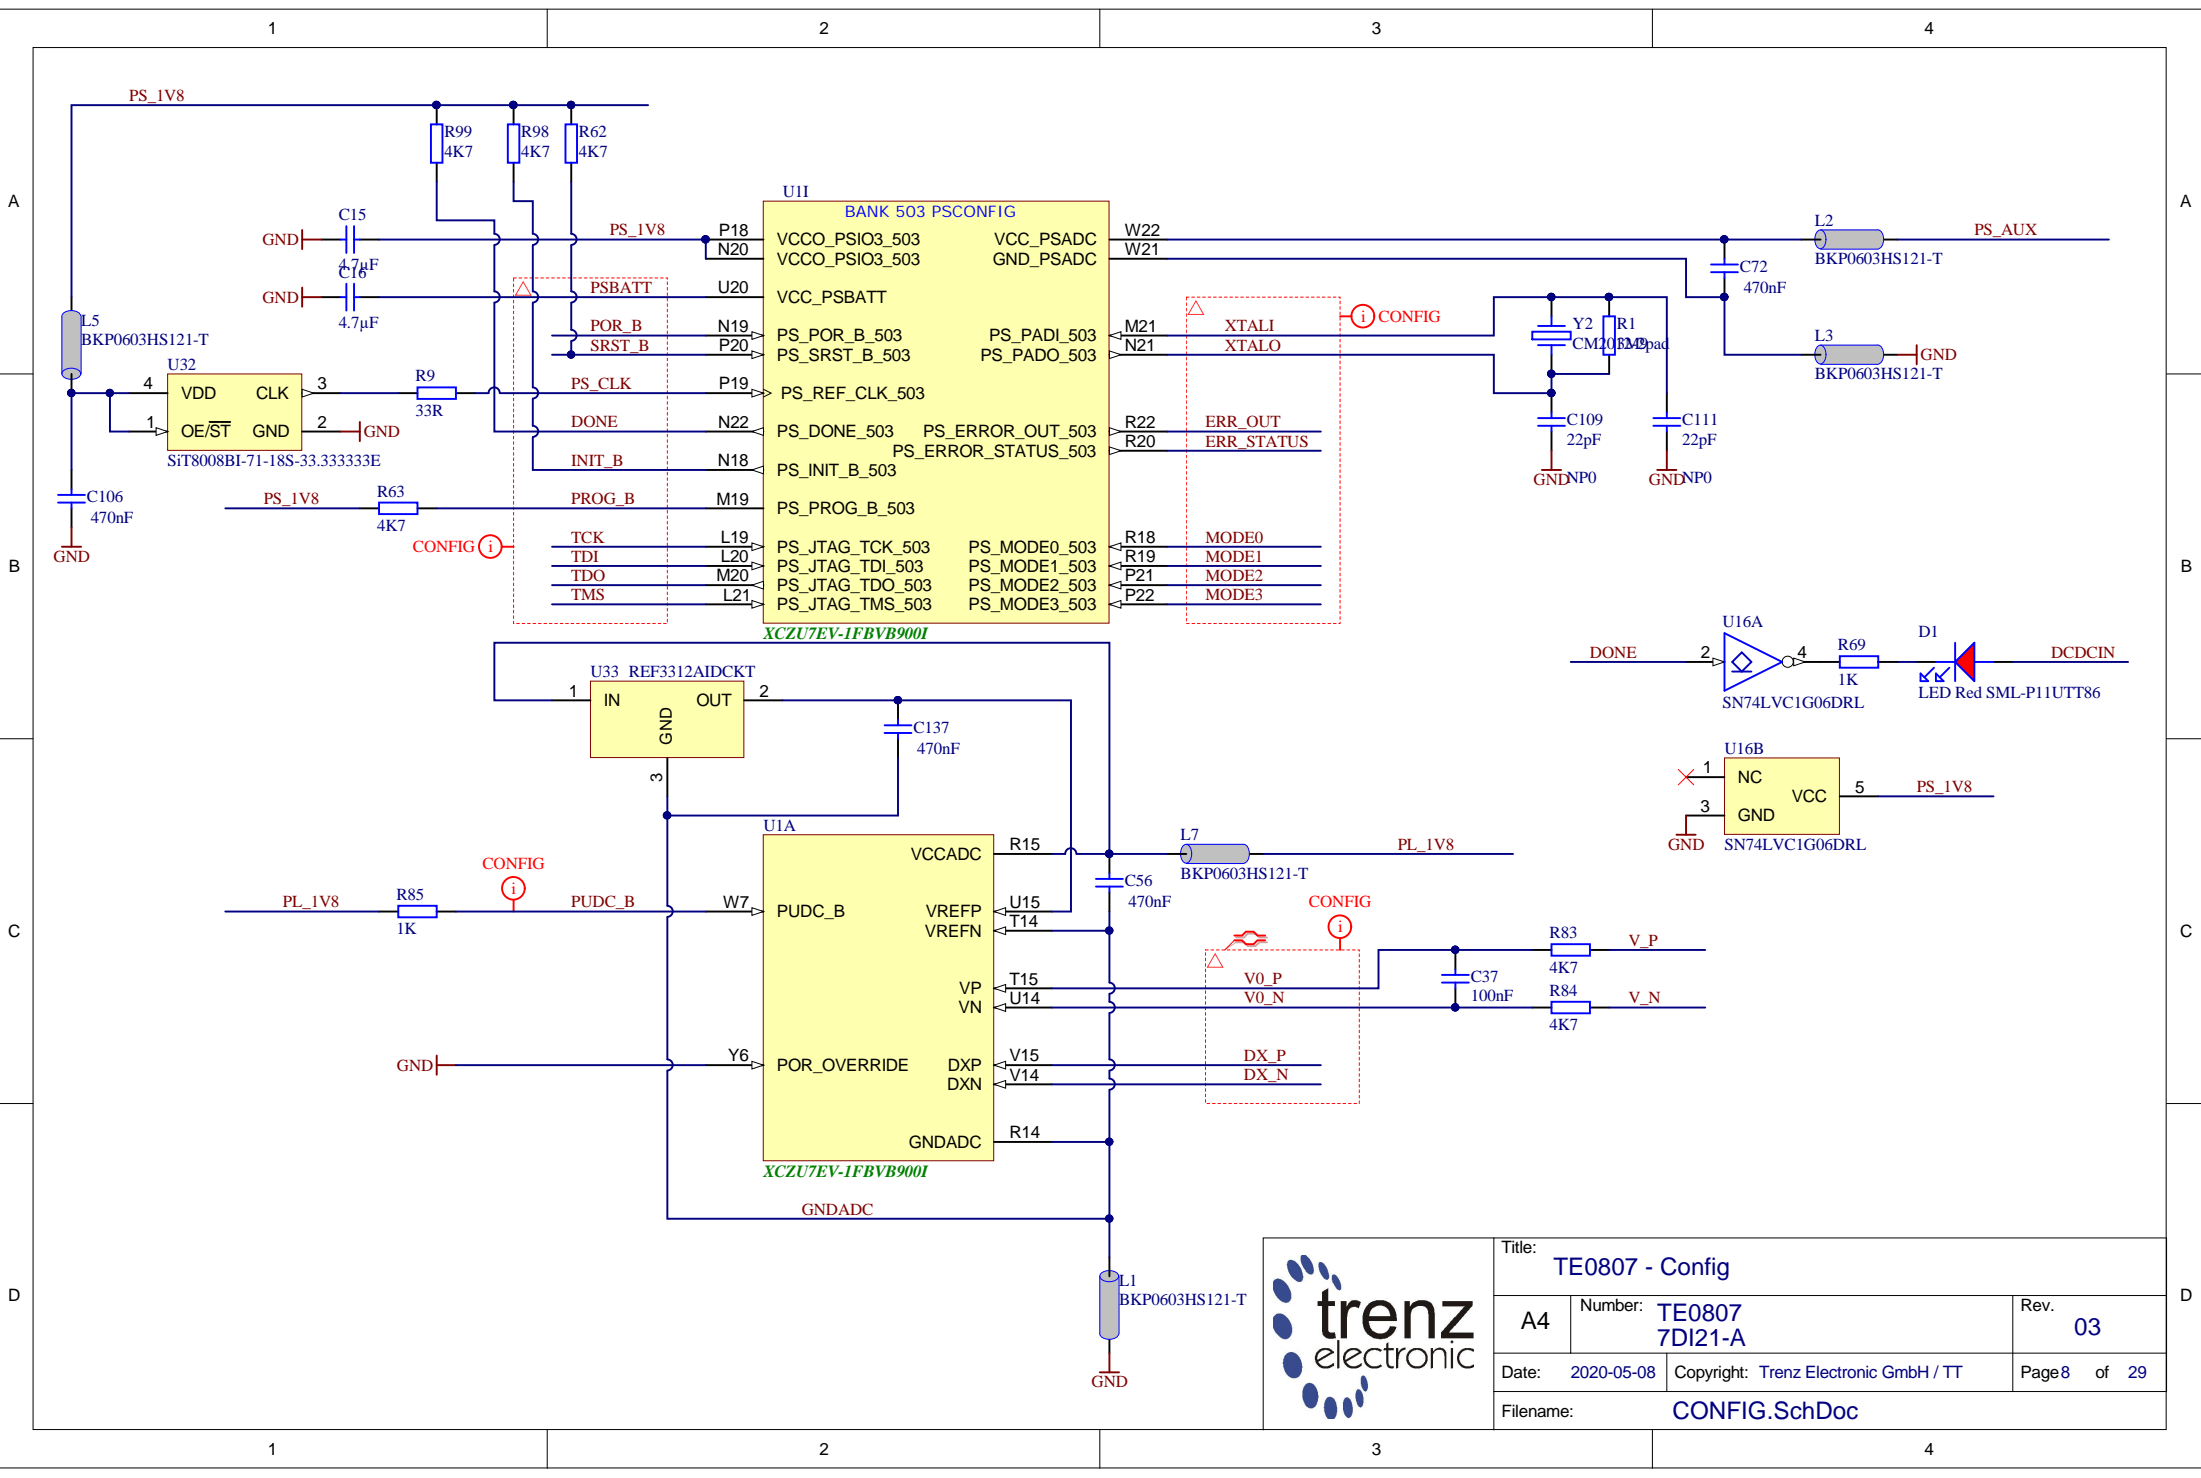 1 2 3 4
A A
B B
C C
D D
PS_1V8
R99
4K7
R98
4K7
R62
4K7
U1I
BANK 503 PSCONFIG
C15
GND
4.7µF
PS_1V8
P18
N20
VCCO_PSIO3_503
VCCO_PSIO3_503
C16
GND
4.7µF
PSBATT
U20
VCC_PSBATT
POR_B
N19
PS_POR_B_503
SRST_B
P20
PS_SRST_B_503
L5
BKP0603HS121-T
U32
4
VDD
CLK
3
1
OE/ST
GND
2
GND
SiT8008BI-71-18S-33.333333E
R9
33R
PS_CLK
P19
PS_REF_CLK_503
DONE
N22
PS_DONE_503
INIT_B
N18
PS_INIT_B_503
C106
470nF
GND
PS_1V8
R63
4K7
PROG_B
M19
PS_PROG_B_503
CONFIG
i
TCK
L19
PS_JTAG_TCK_503
TDI
L20
PS_JTAG_TDI_503
TDO
M20
PS_JTAG_TDO_503
TMS
L21
PS_JTAG_TMS_503
XCZU7EV-1FBVB900I
VCC_PSADC
W22
GND_PSADC
W21
L2
BKP0603HS121-T
PS_AUX
C72
470nF
L3
BKP0603HS121-T
GND
i
CONFIG
PS_PADI_503
M21
XTALI
PS_PADO_503
N21
XTALO
Y2
R1
C109
22pF
GND
NP0
C111
22pF
GND
NP0
PS_ERROR_OUT_503
R22
ERR_OUT
PS_ERROR_STATUS_503
R20
ERR_STATUS
PS_MODE0_503
R18
MODE0
PS_MODE1_503
R19
MODE1
PS_MODE2_503
P21
MODE2
PS_MODE3_503
P22
MODE3
U16A
DONE
2
4
SN74LVC1G06DRL
R69
1K
D1
LED Red SML-P11UTT86
DCDCIN
U33 REF3312AIDCKT
1
IN
OUT
2
GND
3
C137
470nF
U16B
1
NC
VCC
5
PS_1V8
3
GND
GND
SN74LVC1G06DRL
U1A
VCCADC
R15
L7
BKP0603HS121-T
PL_1V8
C56
470nF
PL_1V8
R85
1K
CONFIG
i
PUDC_B
W7
PUDC_B
VREFP
U15
VREFN
T14
CONFIG
i
VP
T15
V0_P
VN
U14
V0_N
C37
100nF
R83
4K7
V_P
R84
4K7
V_N
GND
Y6
POR_OVERRIDE
DXP
V15
DX_P
DXN
V14
DX_N
GNDADC
R14
XCZU7EV-1FBVB900I
GNDADC
L1
BKP0603HS121-T
GND
trenz
electronic
Title:
TE0807 - Config
A4
Number: TE0807
7DI21-A
Rev.
03
Date: 2020-05-08
Copyright: Trenz Electronic GmbH / TT
Page 8 of 29
Filename: CONFIG.SchDoc
1 2 3 4